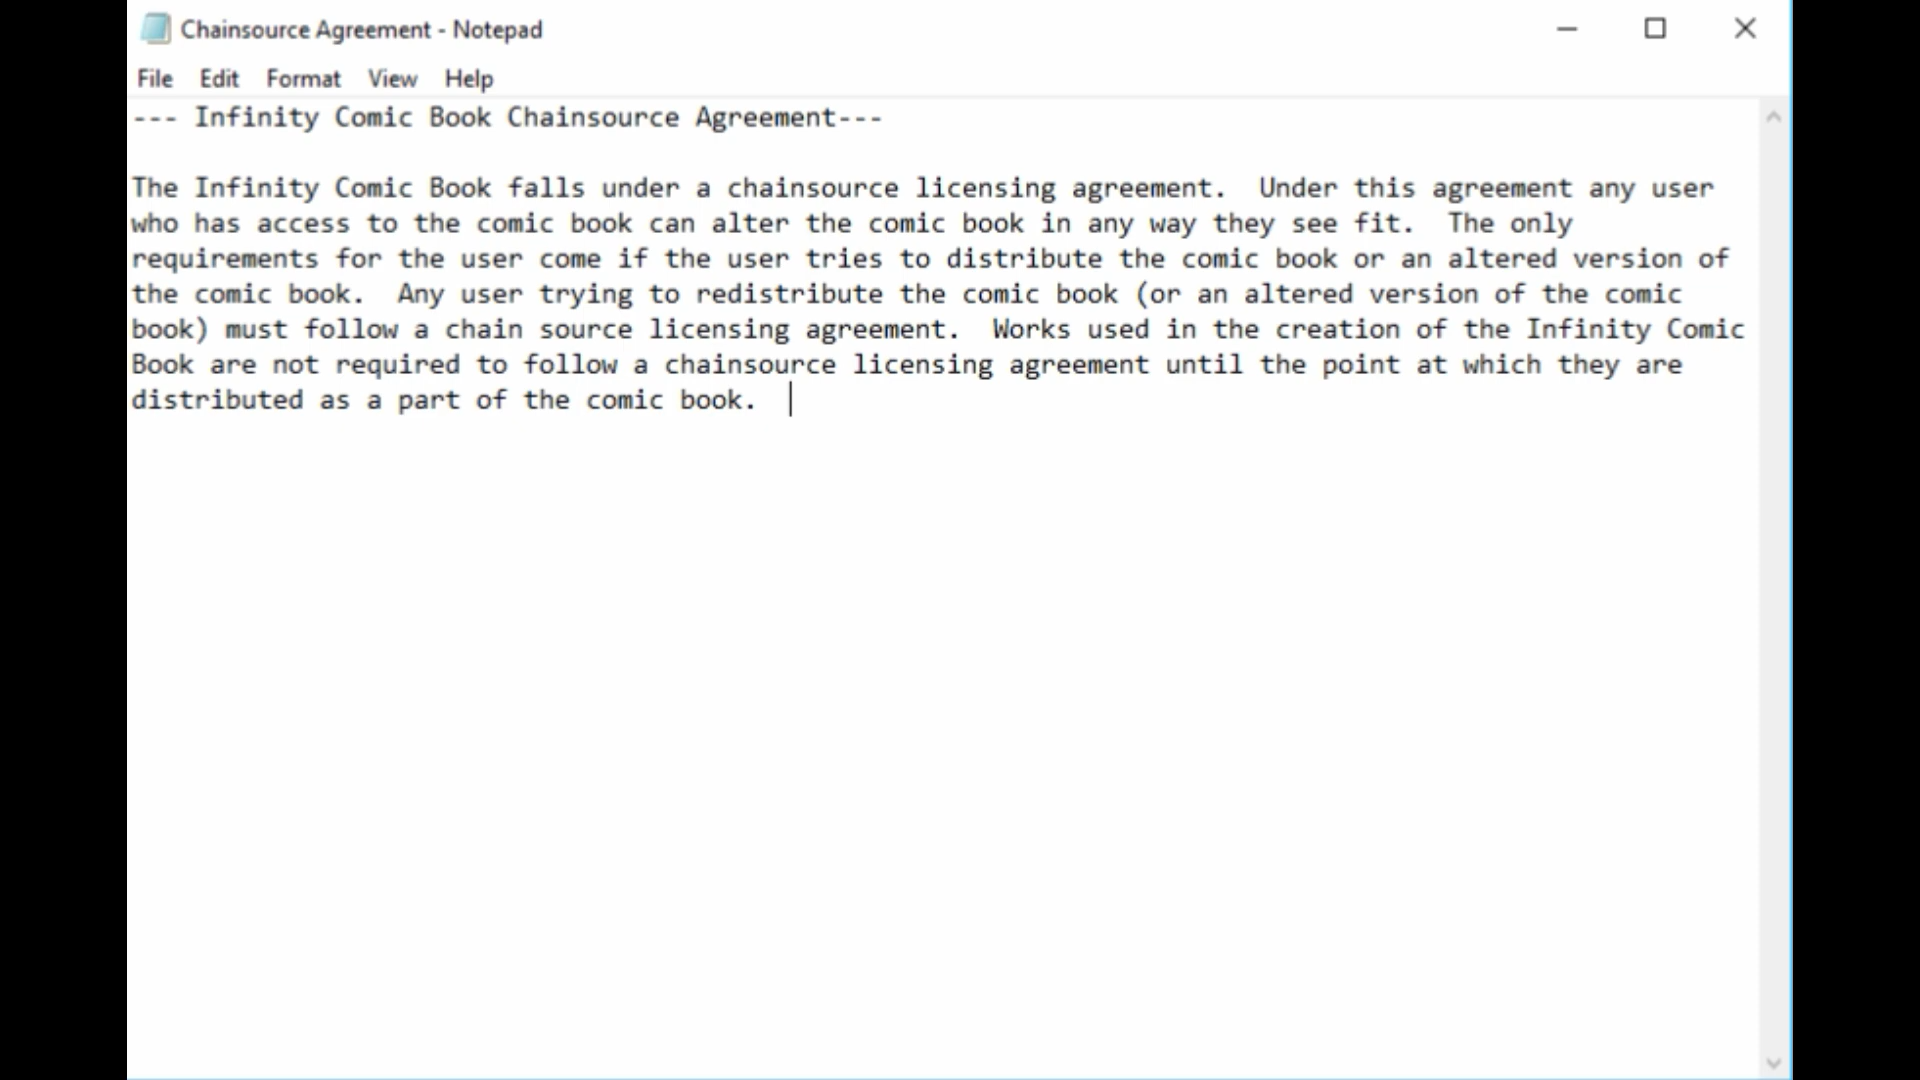 Chainsource Agreement - Notepad
File Edit Format View Help
--- Infinity Comic Book Chainsource Agreement---
The Infinity Comic Book falls under a chainsource licensing agreement.  Under this agreement any user
who has access to the comic book can alter the comic book in any way they see fit.  The only
requirements for the user come if the user tries to distribute the comic book or an altered version of
the comic book.  Any user trying to redistribute the comic book (or an altered version of the comic
book) must follow a chain source licensing agreement.  Works used in the creation of the Infinity Comic
Book are not required to follow a chainsource licensing agreement until the point at which they are
distributed as a part of the comic book.